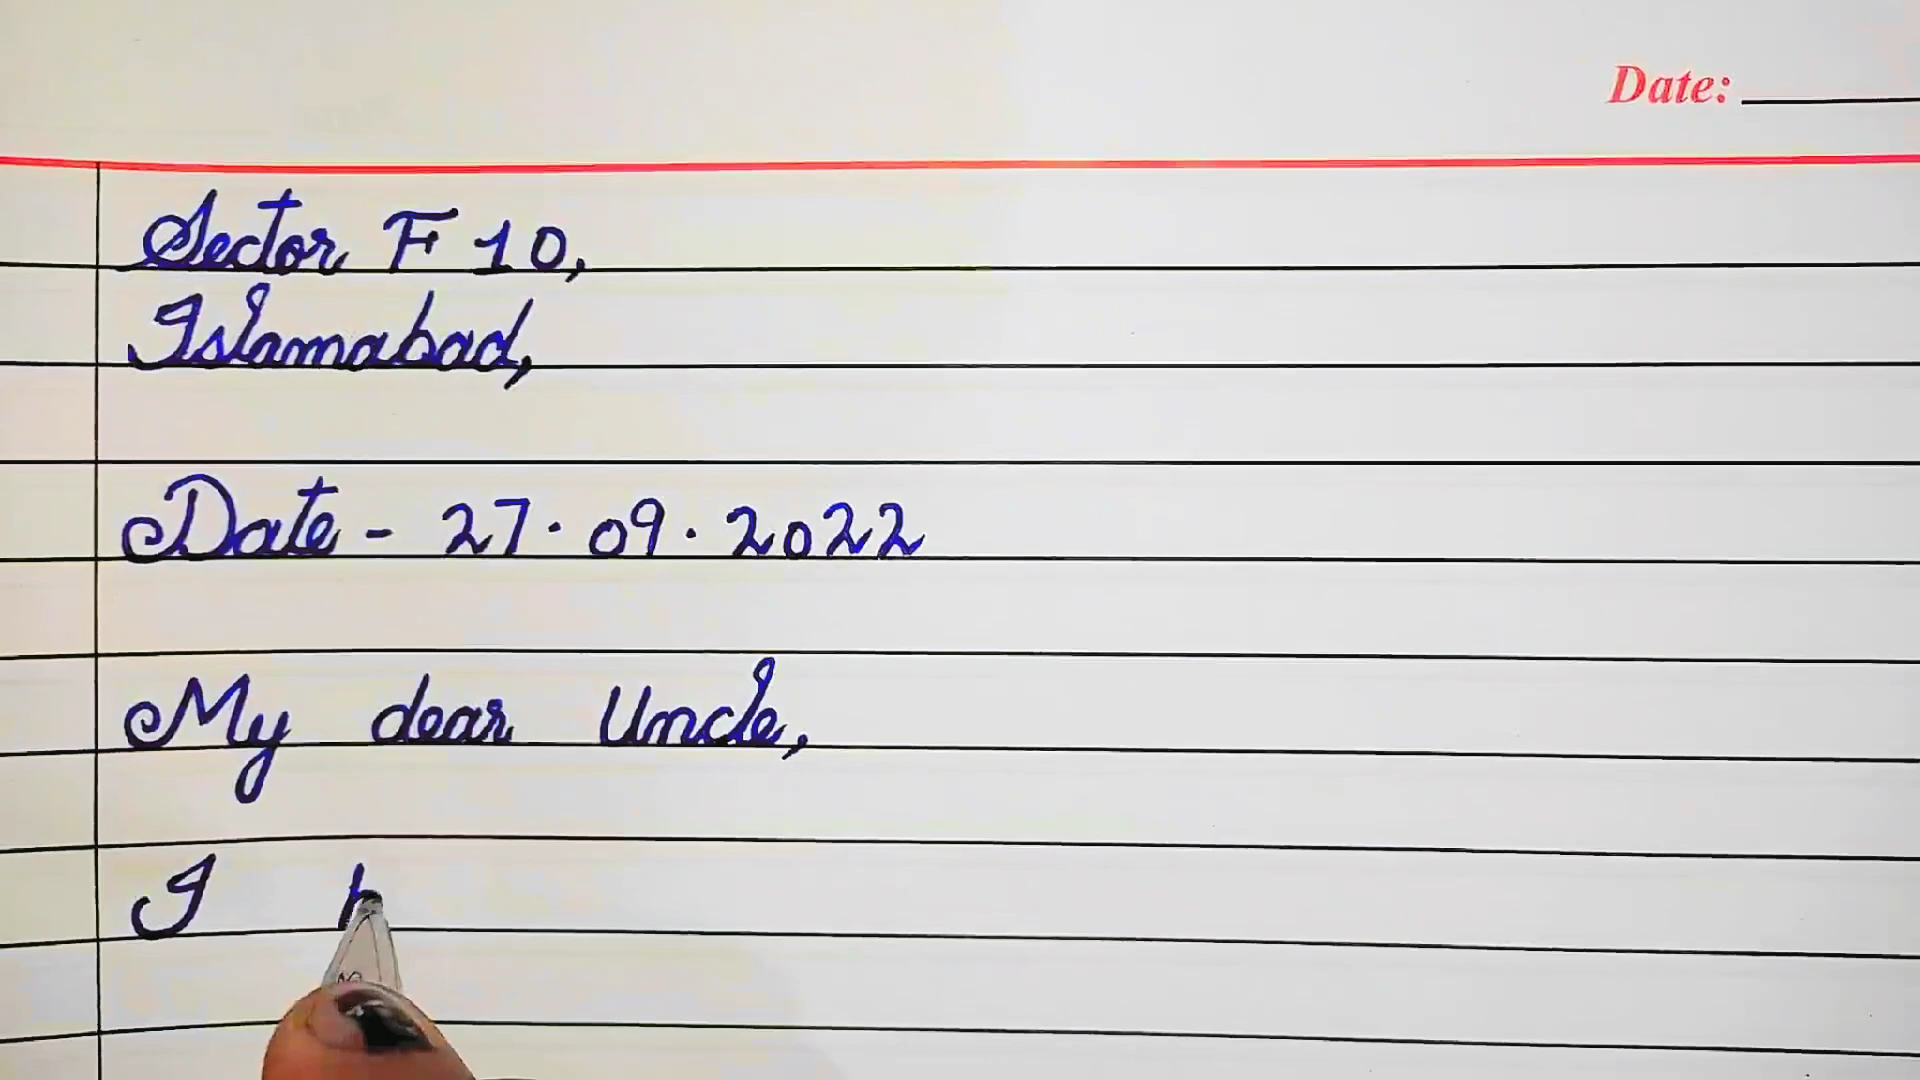 Date:
Sector F 10,
Islamabad,
Date - 27.09.2022
My dear Uncle,
I h